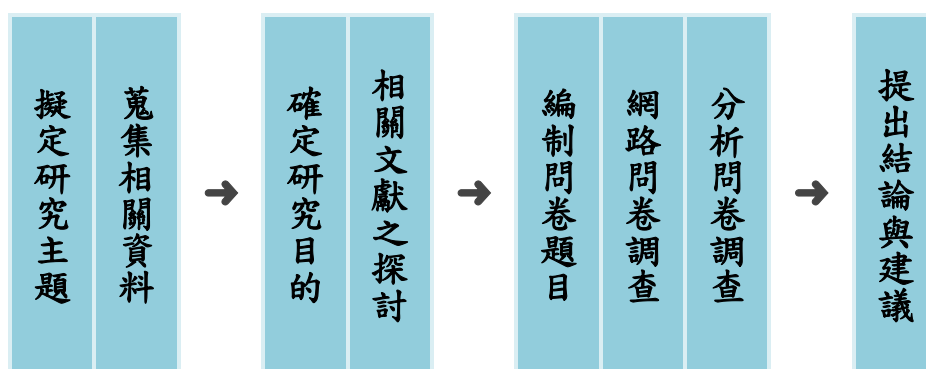 擬定研究主題
蒐集相關資料
確定研究目的
相關文獻之探討
編制問卷題目
網路問卷調查
分析問卷調查
提出結論與建議